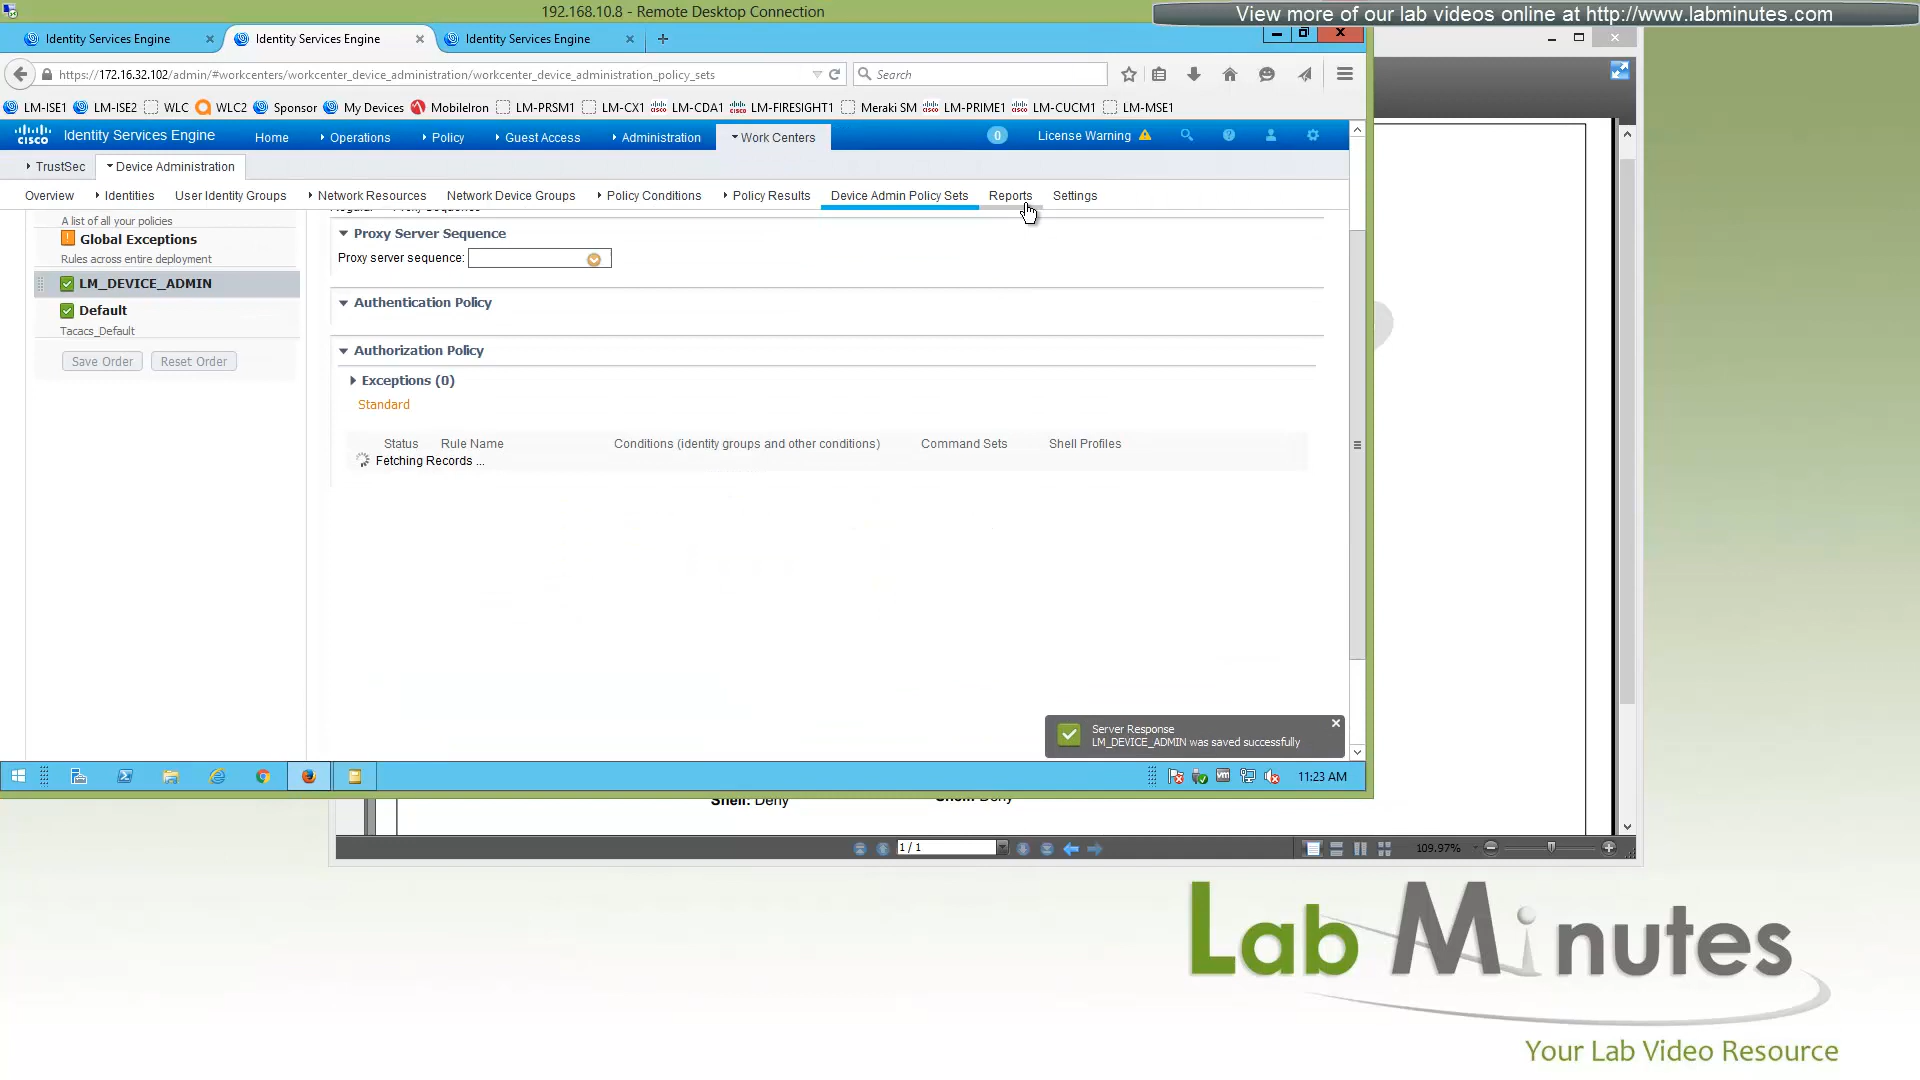 192.168.10.8 - Remote Desktop Connection
View more of our lab videos online at http://www.labminutes.com
Identity Services Engine
Identity Services Engine
Identity Services Engine
https://172.16.32.102/admin/#workcenters/workcenter_device_administration/workcenter_device_administration_policy_sets
Search
LM-ISE1 LM-ISE2 WLC WLC2 Sponsor My Devices MobileIron LM-PRSM1 LM-CX1 LM-CDA1 LM-FIRESIGHT1 Meraki SM LM-PRIME1 LM-CUCM1 LM-MSE1
CISCO Identity Services Engine Home Operations Policy Guest Access Administration Work Centers 0 License Warning
TrustSec Device Administration
Overview Identities User Identity Groups Network Resources Network Device Groups Policy Conditions Policy Results Device Admin Policy Sets Reports Settings
A list of all your policies
Global Exceptions
Rules across entire deployment
LM_DEVICE_ADMIN
Default
Tacacs_Default
Save Order Reset Order
Proxy Server Sequence
Proxy server sequence:
Authentication Policy
Authorization Policy
Exceptions (0)
Standard
Status Rule Name Conditions (identity groups and other conditions) Command Sets Shell Profiles
Fetching Records ...
Server Response
LM_DEVICE_ADMIN was saved successfully
11:23 AM
Shell: Deny
1 / 1
109.97%
Lab Minutes
Your Lab Video Resource